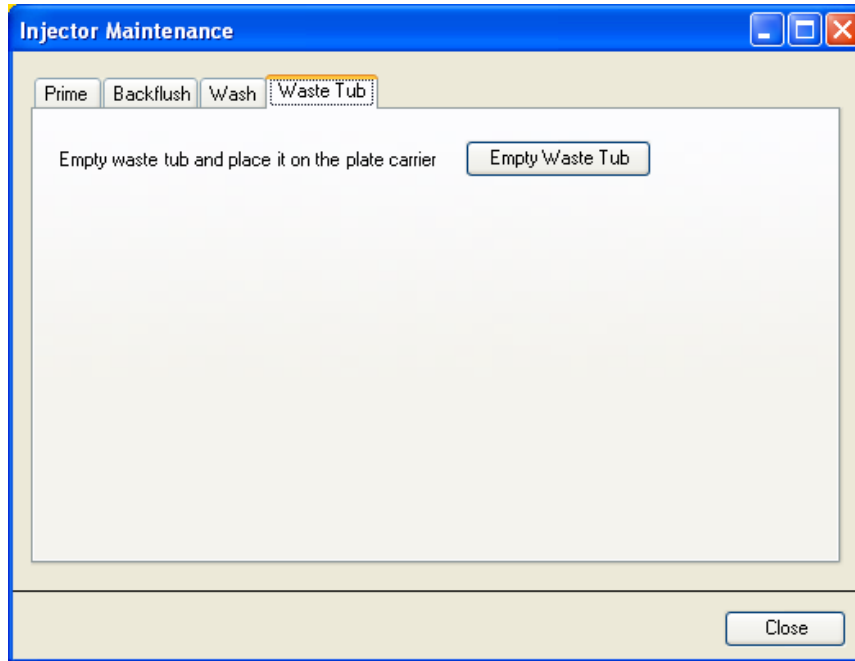 Injector Maintenance
Prime Backflush Wash Waste Tub
Empty waste tub and place it on the plate carrier Empty Waste Tub
Close